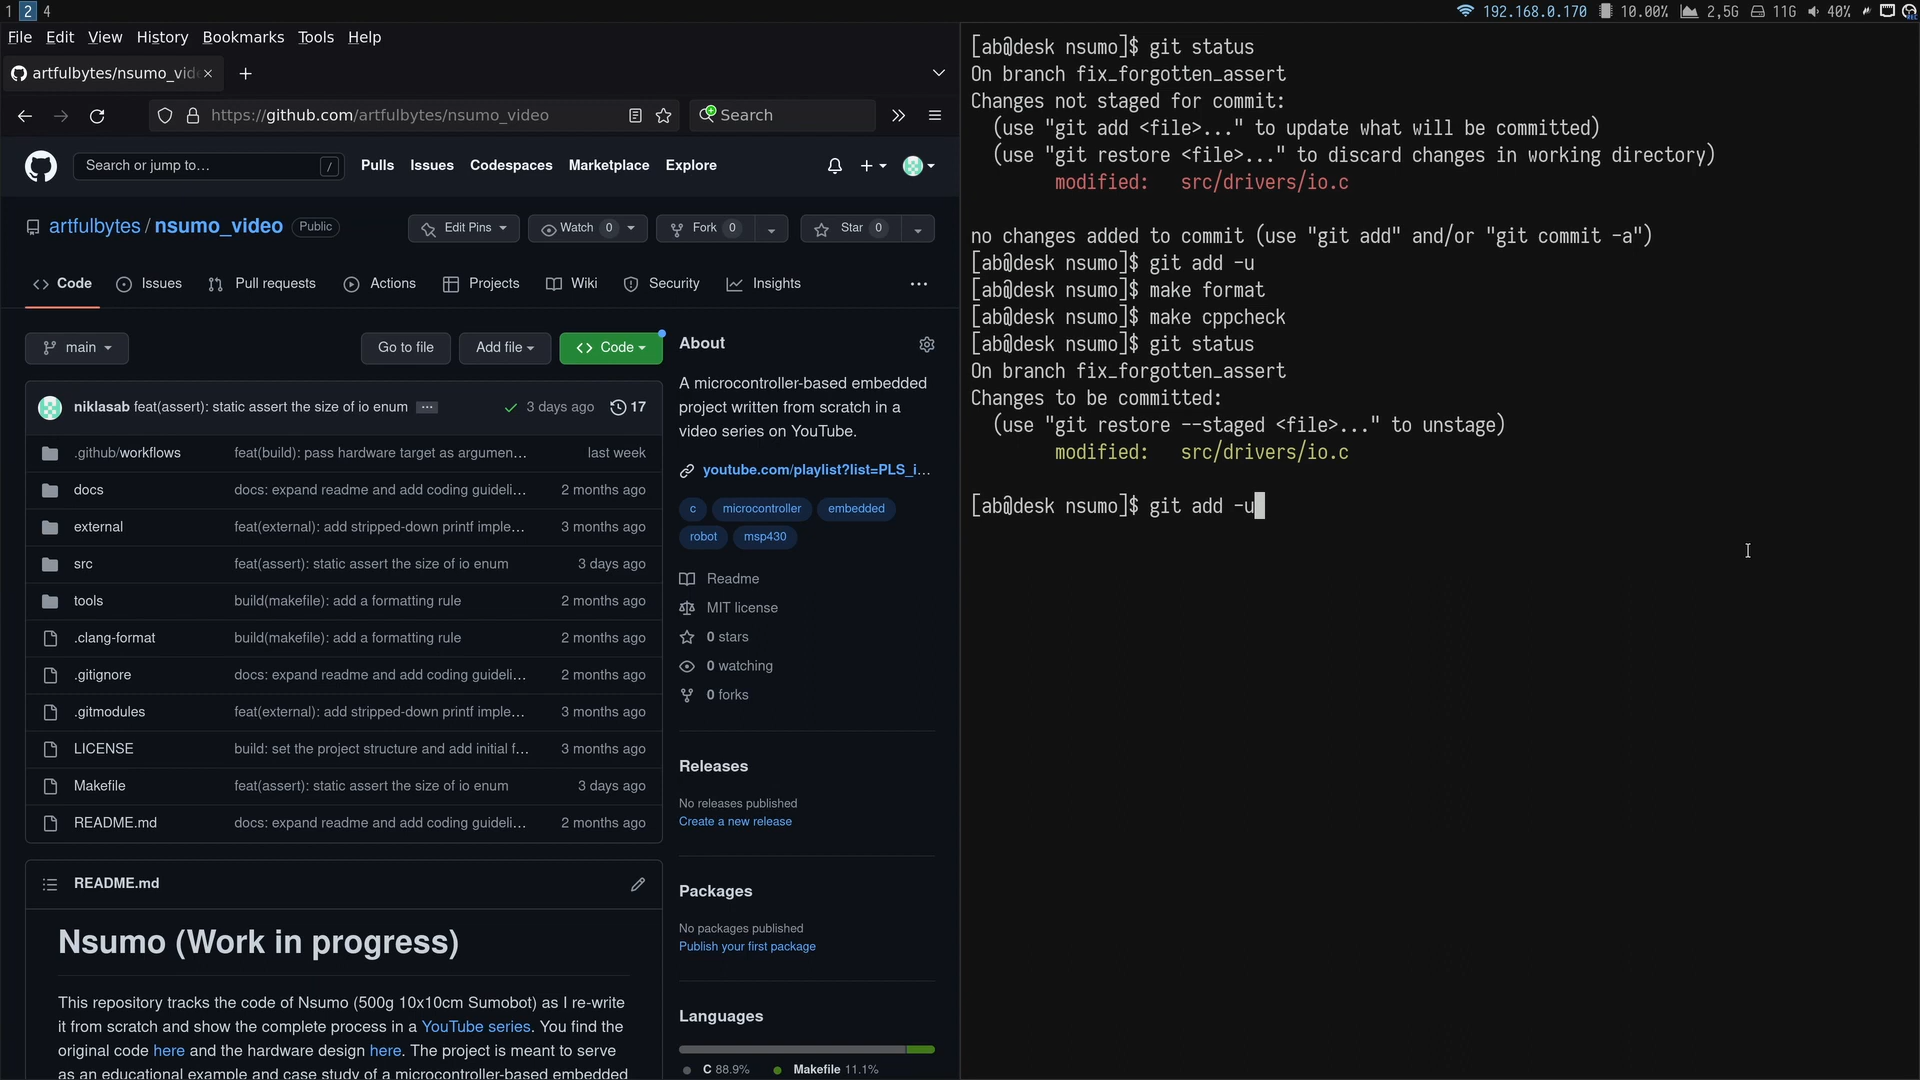 1 2 4
192.168.0.170 10.00% 2,5G 11G 40%
File Edit View History Bookmarks Tools Help
artfulbytes/nsumo_vid
https://github.com/artfulbytes/nsumo_video
Search
Search or jump to... /
Pulls Issues Codespaces Marketplace Explore
artfulbytes / nsumo_video Public
Edit Pins Watch 0 Fork 0 Star 0
Code Issues Pull requests Actions Projects Wiki Security Insights
main Go to file Add file Code
niklasab feat(assert): static assert the size of io enum ... 3 days ago 17
.github/workflows feat(build): pass hardware target as argumen... last week
docs docs: expand readme and add coding guideli... 2 months ago
external feat(external): add stripped-down printf imple... 3 months ago
src feat(assert): static assert the size of io enum 3 days ago
tools build(makefile): add a formatting rule 2 months ago
.clang-format build(makefile): add a formatting rule 2 months ago
.gitignore docs: expand readme and add coding guideli... 2 months ago
.gitmodules feat(external): add stripped-down printf imple... 3 months ago
LICENSE build: set the project structure and add initial f... 3 months ago
Makefile feat(assert): static assert the size of io enum 3 days ago
README.md docs: expand readme and add coding guideli... 2 months ago
README.md
Nsumo (Work in progress)
This repository tracks the code of Nsumo (500g 10x10cm Sumobot) as I re-write
it from scratch and show the complete process in a YouTube series. You find the
original code here and the hardware design here. The project is meant to serve
as an educational example and case study of a microcontroller-based embedded
About
A microcontroller-based embedded
project written from scratch in a
video series on YouTube.
youtube.com/playlist?list=PLS_i...
c microcontroller embedded
robot msp430
Readme
MIT license
0 stars
0 watching
0 forks
Releases
No releases published
Create a new release
Packages
No packages published
Publish your first package
Languages
C 88.9% Makefile 11.1%
[ab@desk nsumo]$ git status
On branch fix_forgotten_assert
Changes not staged for commit:
(use "git add <file>..." to update what will be committed)
(use "git restore <file>..." to discard changes in working directory)
modified: src/drivers/io.c
no changes added to commit (use "git add" and/or "git commit -a")
[ab@desk nsumo]$ git add -u
[ab@desk nsumo]$ make format
[ab@desk nsumo]$ make cppcheck
[ab@desk nsumo]$ git status
On branch fix_forgotten_assert
Changes to be committed:
(use "git restore --staged <file>..." to unstage)
modified: src/drivers/io.c
[ab@desk nsumo]$ git add -u